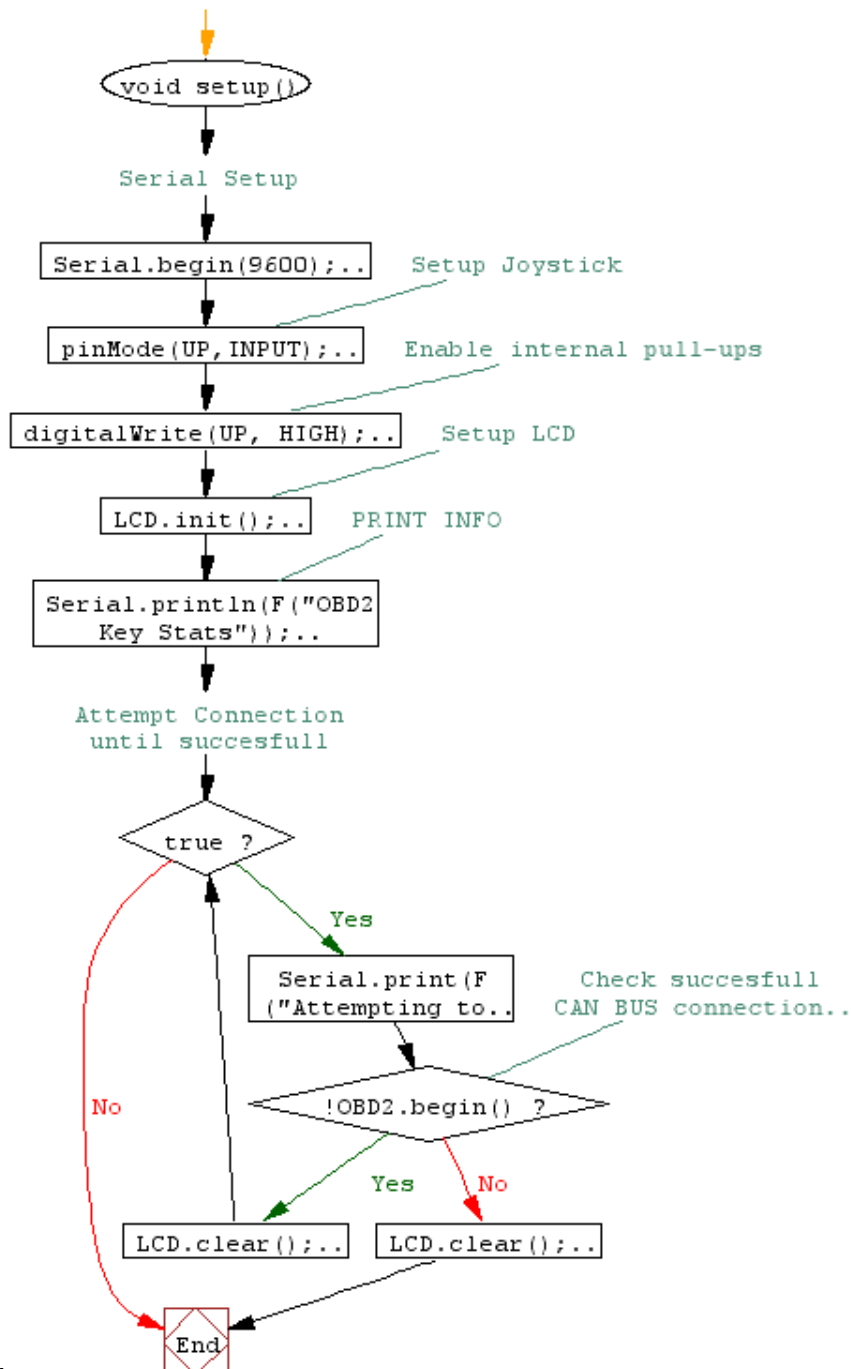 void setup()
Serial Setup
Serial.begin(9600);..
Setup Joystick
pinMode(UP,INPUT);..
Enable internal pull-ups
digitalWrite(UP, HIGH);..
Setup LCD
LCD.init();..
PRINT INFO
Serial.println(F("OBD2
Key Stats"));..
Attempt Connection
until succesfull
true ?
Yes
Serial.print(F
("Attempting to..
Check succesfull
CAN BUS connection..
No
!OBD2.begin() ?
Yes
No
LCD.clear();..
LCD.clear();..
End